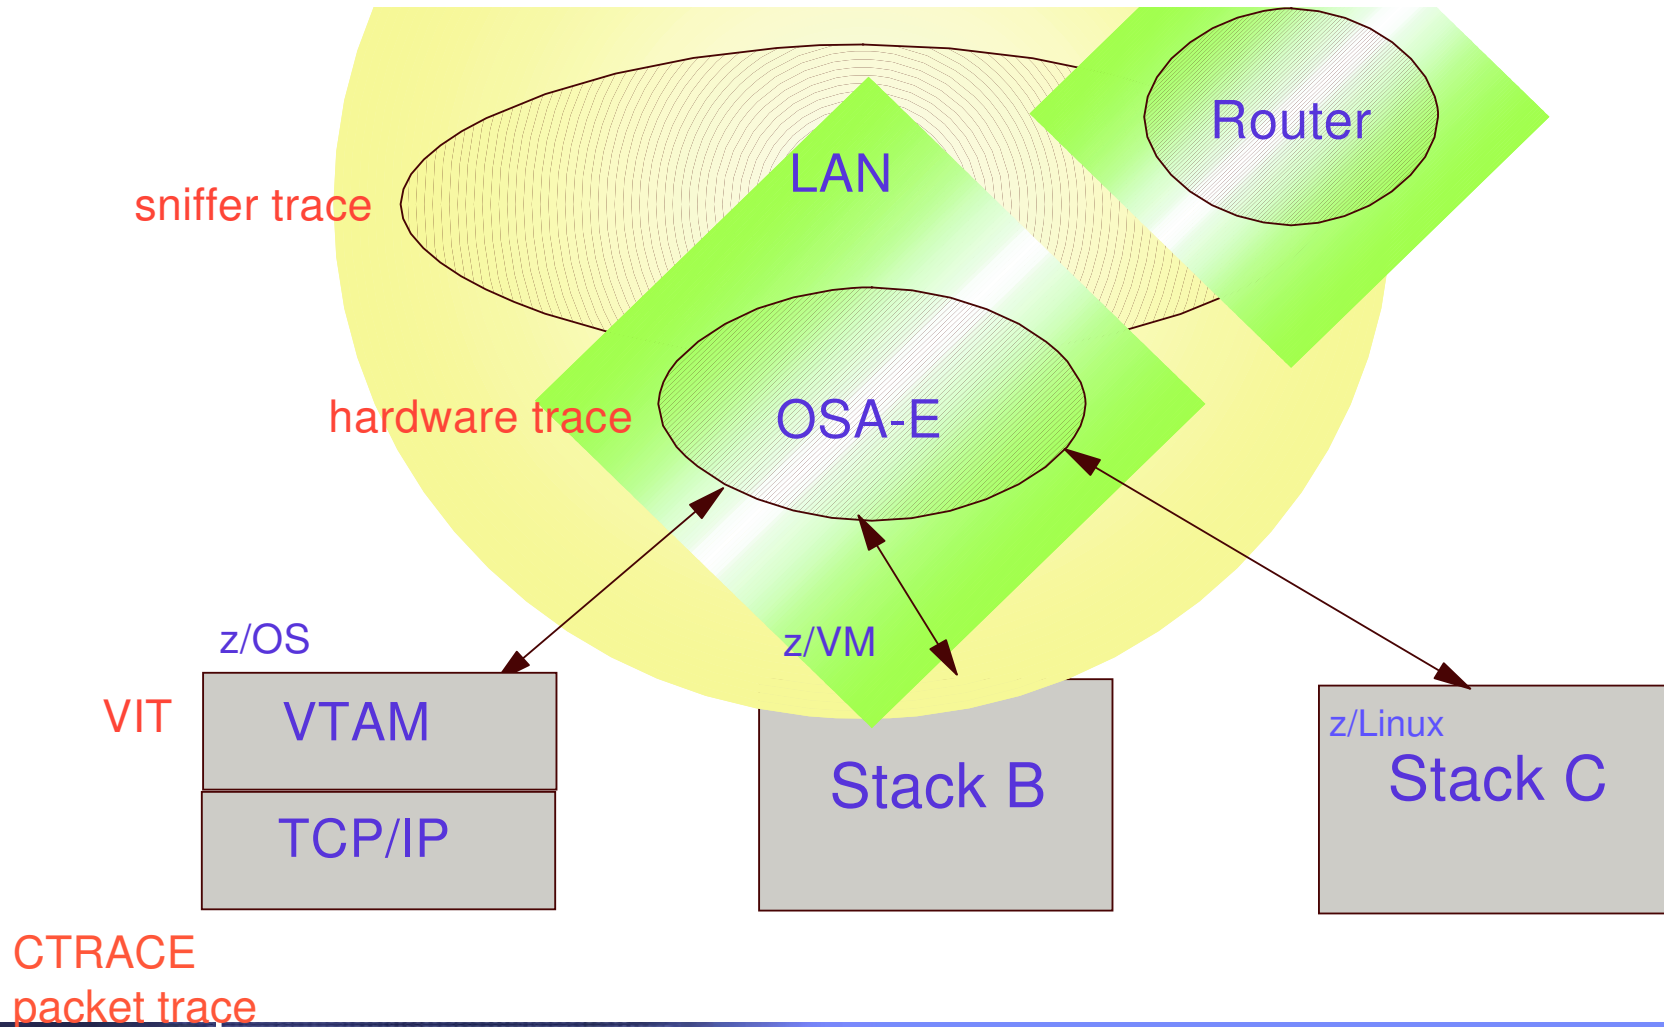 Router
LAN
sniffer trace
hardware trace
OSA-E
z/OS
z/VM
VIT
VTAM
z/Linux
Stack B
Stack C
TCP/IP
CTRACE
packet trace